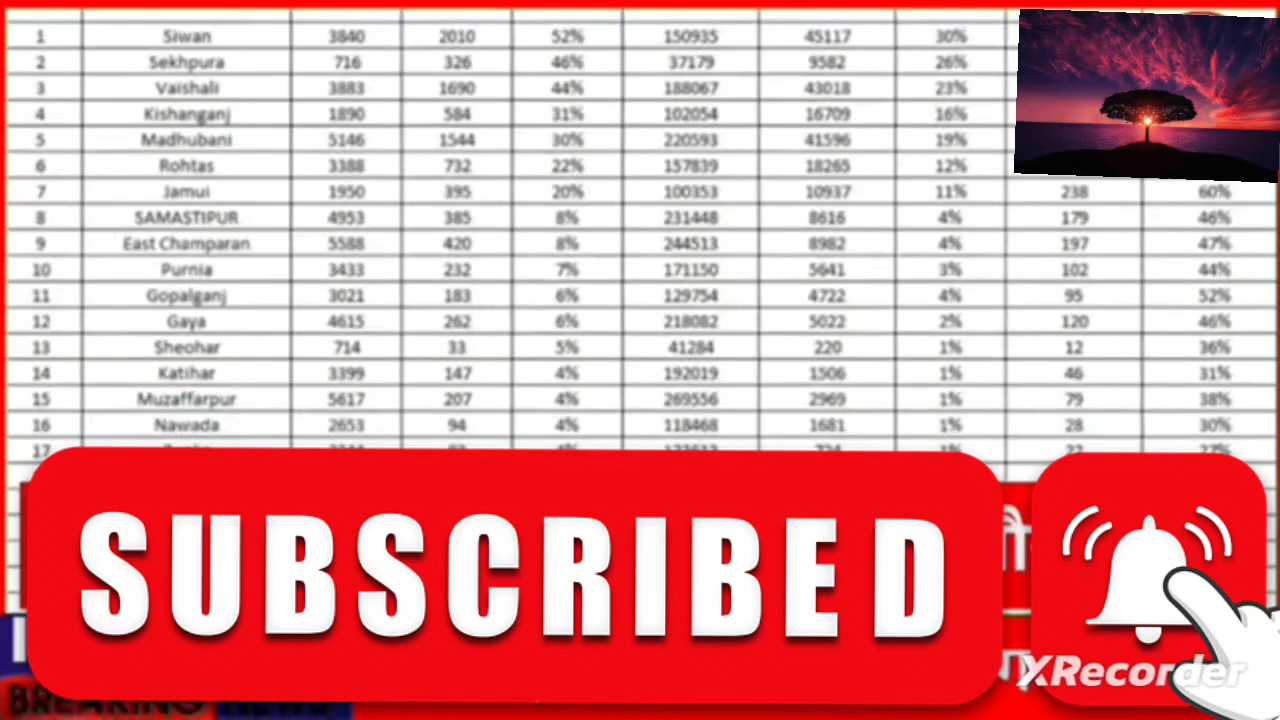 1 Siwan 3840 2010 52% 150935 45117 30%
2 Sekhpura 716 326 46% 37179 9582 26%
3 Vaishali 3883 1690 44% 188067 43018 23%
4 Kishanganj 1890 584 31% 102054 16709 16%
5 Madhubani 5146 1544 30% 220593 41596 19%
6 Rohtas 3388 732 22% 157839 18265 12%
7 Jamui 1950 395 20% 100353 10937 11% 238 60%
8 SAMASTIPUR 4953 385 8% 231448 8616 4% 179 46%
9 East Champaran 5588 420 8% 244513 8982 4% 197 47%
10 Purnia 3433 232 7% 171150 5641 3% 102 44%
11 Gopalganj 3021 183 6% 129754 4722 4% 95 52%
12 Gaya 4615 262 6% 218082 5022 2% 120 46%
13 Sheohar 714 33 5% 41284 220 1% 12 36%
14 Katihar 3399 147 4% 192019 1506 1% 46 31%
15 Muzaffarpur 5617 207 4% 269556 2969 1% 79 38%
16 Nawada 2653 94 4% 118468 1681 1% 28 30%
17
SUBSCRIBED
XRecorder
BREAKING NEWS